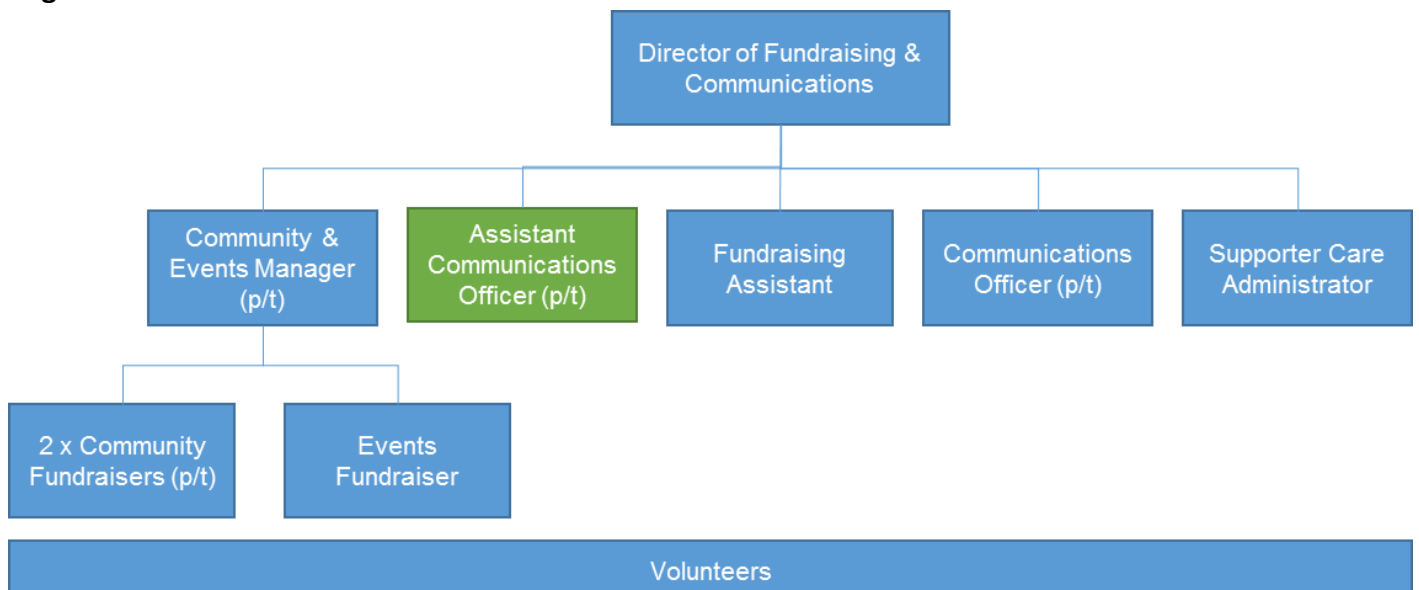 Director of Fundraising &
Communications
Community &
Events Manager
(p/t)
Assistant
Communications
Officer (p/t)
Fundraising
Assistant
Communications
Officer (p/t)
Supporter Care
Administrator
2 x Community
Fundraisers (p/t)
Events
Fundraiser
Volunteers